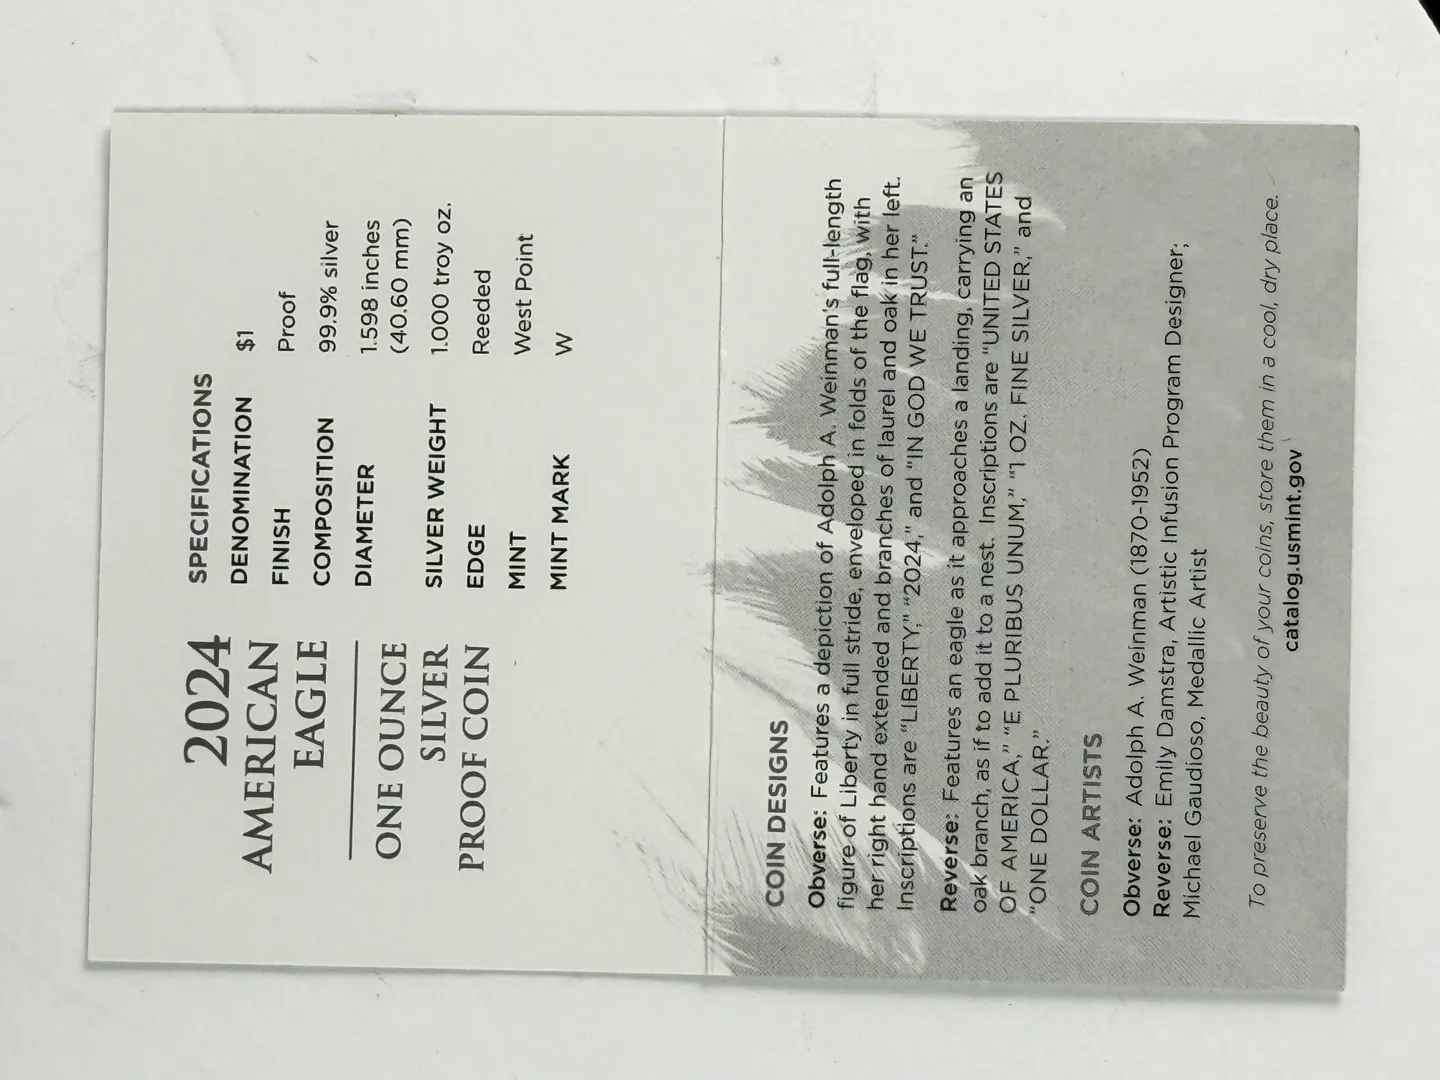 2024
AMERICAN
EAGLE
ONE OUNCE
SILVER
PROOF COIN
SPECIFICATIONS
DENOMINATION $1
FINISH Proof
COMPOSITION 99.9% silver
DIAMETER 1.598 inches
(40.60 mm)
SILVER WEIGHT 1.000 troy oz.
EDGE Reeded
MINT West Point
MINT MARK W
COIN DESIGNS
Obverse: Features a depiction of Adolph A. Weinman's full-length
figure of Liberty in full stride, enveloped in folds of the flag, with
her right hand extended and branches of laurel and oak in her left.
Inscriptions are “LIBERTY,” “2024,” and “IN GOD WE TRUST.”
Reverse: Features an eagle as it approaches a landing, carrying an
oak branch, as if to add it to a nest. Inscriptions are “UNITED STATES
OF AMERICA,” “E PLURIBUS UNUM,” “1 OZ. FINE SILVER,” and
“ONE DOLLAR.”
COIN ARTISTS
Obverse: Adolph A. Weinman (1870-1952)
Reverse: Emily Damstra, Artistic Infusion Program Designer;
Michael Gaudioso, Medallic Artist
To preserve the beauty of your coins, store them in a cool, dry place.
catalog.usmint.gov